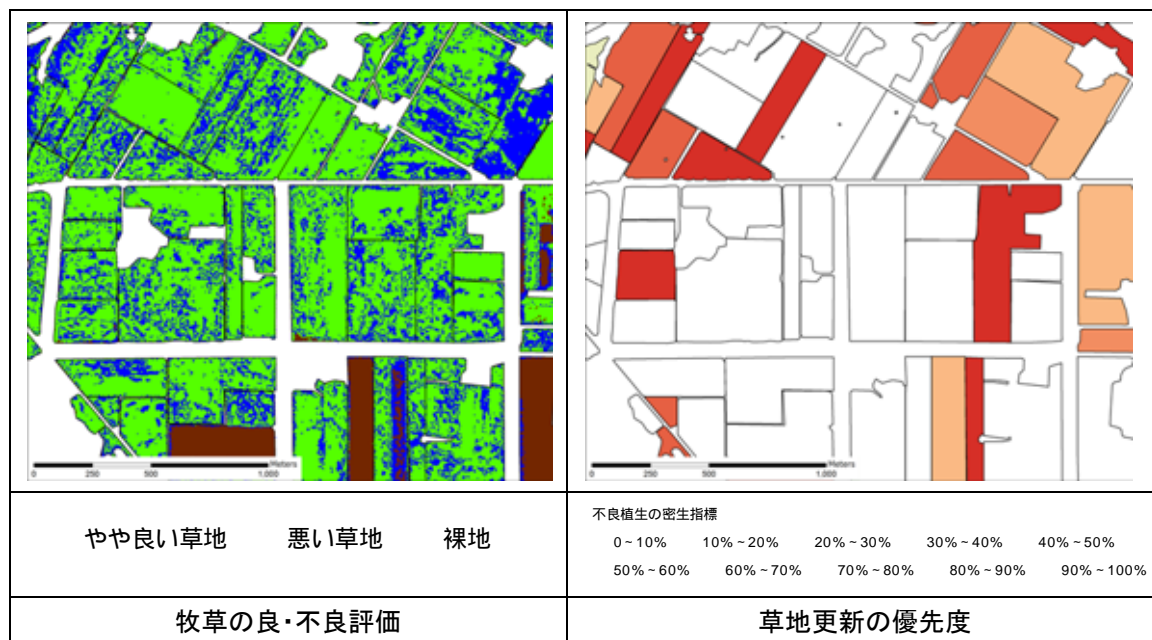 Meters
0 250 500 1,000
Meters
0 250 500 1,000
やや良い草地 悪い草地 裸地
不良植生の密生指標
0~10% 10%~20% 20%~30% 30%~40% 40%~50%
50%~60% 60%~70% 70%~80% 80%~90% 90%~100%
牧草の良・不良評価
草地更新の優先度